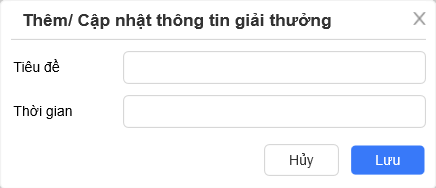 Thêm/ Cập nhật thông tin giải thưởng
Tiêu đề
Thời gian
Hủy
Lưu